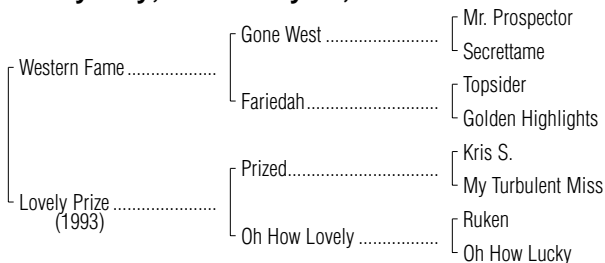 Mr. Prospector
Gone West
Secrettame
Western Fame
Topsider
Fariedah
Golden Highlights
Kris S.
Prized
My Turbulent Miss
Lovely Prize
(1993)
Ruken
Oh How Lovely
Oh How Lucky